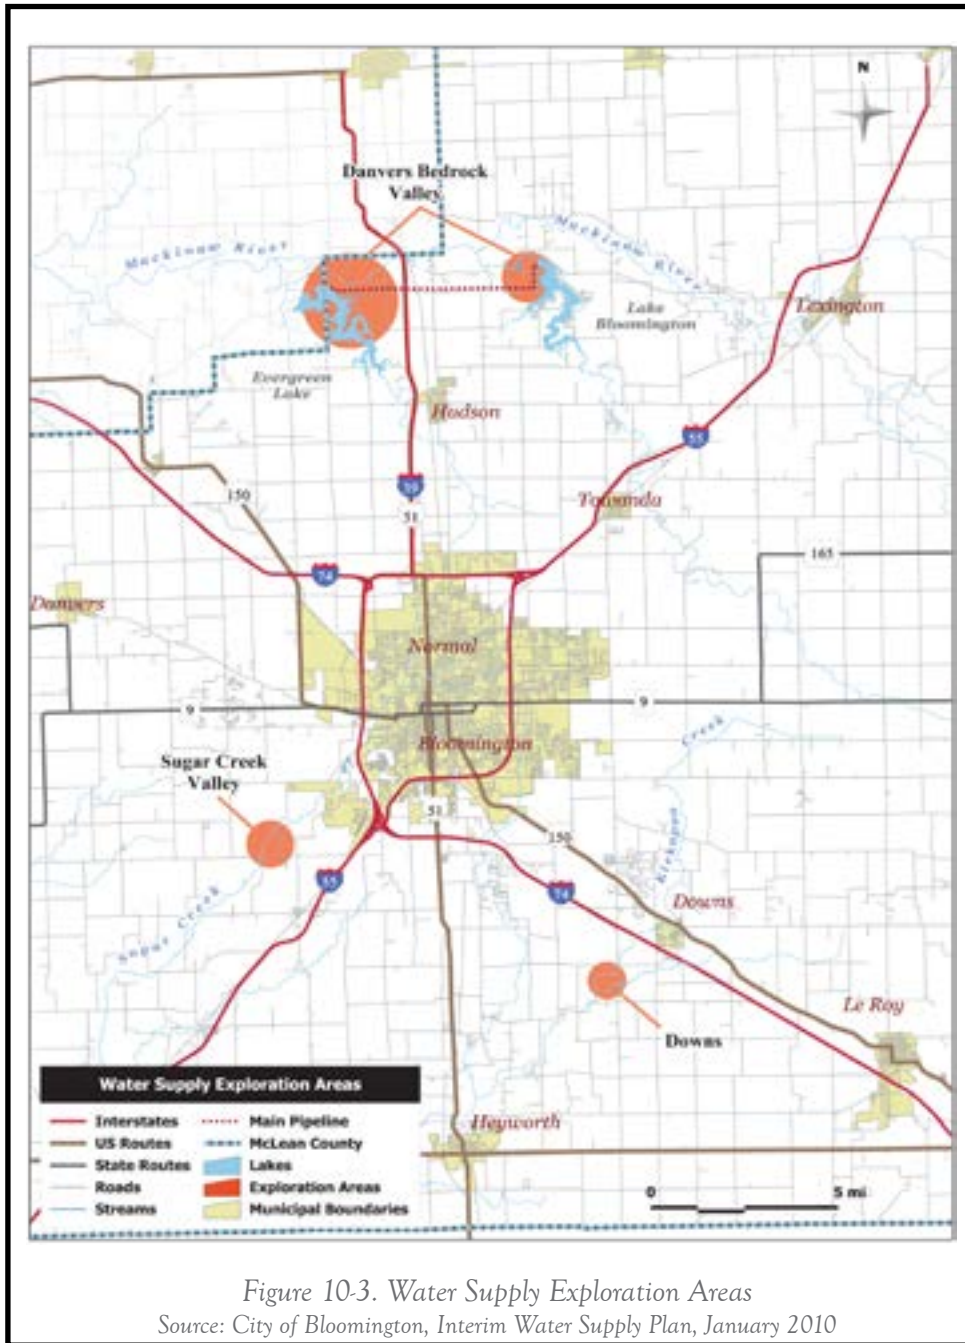 N
Danvers Bedrock
Valley
Mackinaw River
Mackinaw River
Lexington
Lake
Bloomington
Evergreen
Lake
Hudson
55
39
150
51
Towanda
165
74
Danvers
Normal
9
9
Bloomington
Creek
Sugar Creek
Valley
51
150
Kickapoo
55
74
Downs
Sugar Creek
Le Roy
Downs
Water Supply Exploration Areas
Interstates
Main Pipeline
US Routes
McLean County
State Routes
Lakes
Roads
Exploration Areas
Streams
Municipal Boundaries
Heyworth
0 5 mi
Figure 10-3. Water Supply Exploration Areas
Source: City of Bloomington, Interim Water Supply Plan, January 2010